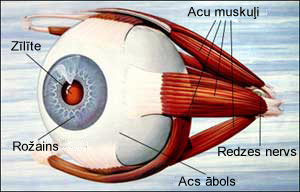 Acu muskuļi
Zīlīte
Rožains
Redzes nervs
Acs ābols